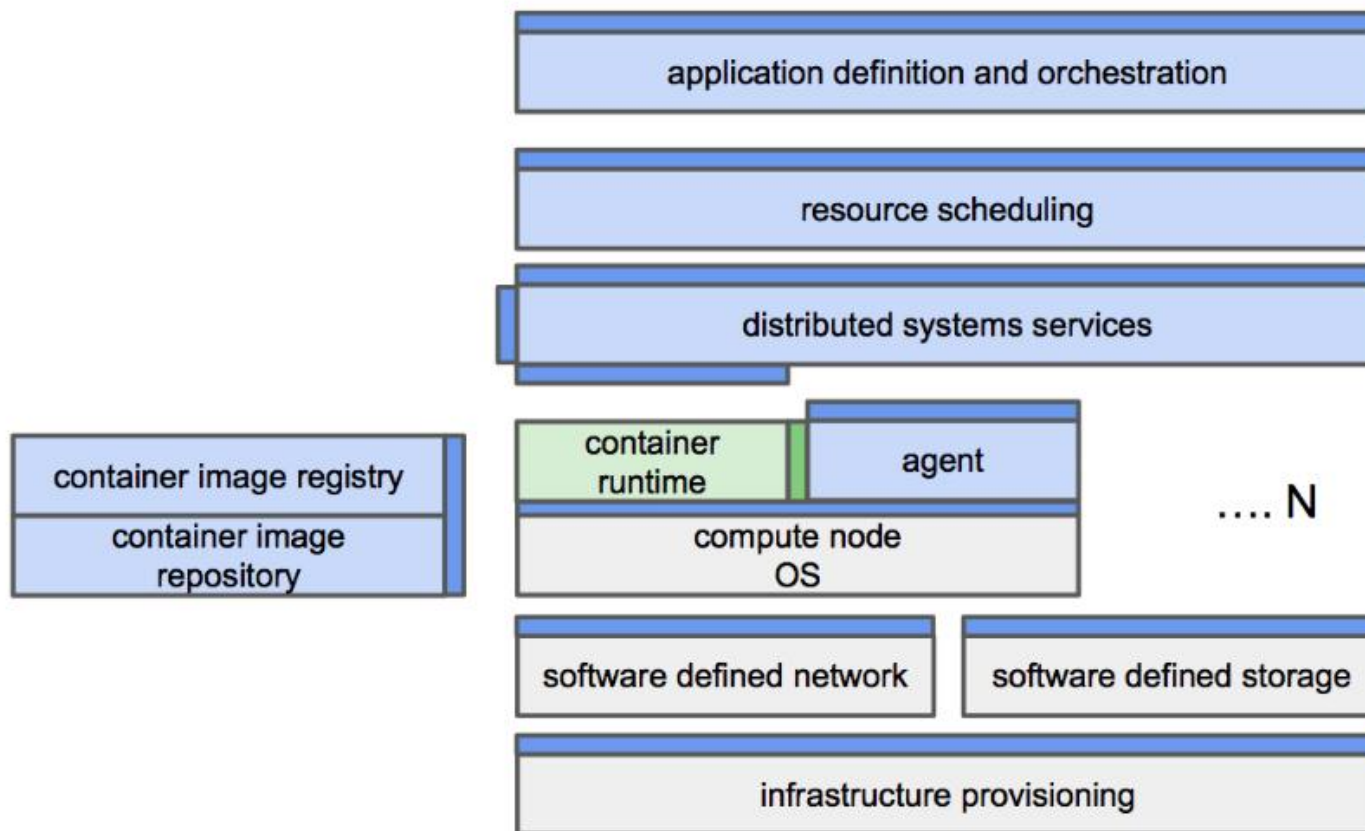 application definition and orchestration
resource scheduling
distributed systems services
container image registry
container image
repository
container
runtime
agent
.... N
compute node
OS
software defined network
software defined storage
infrastructure provisioning